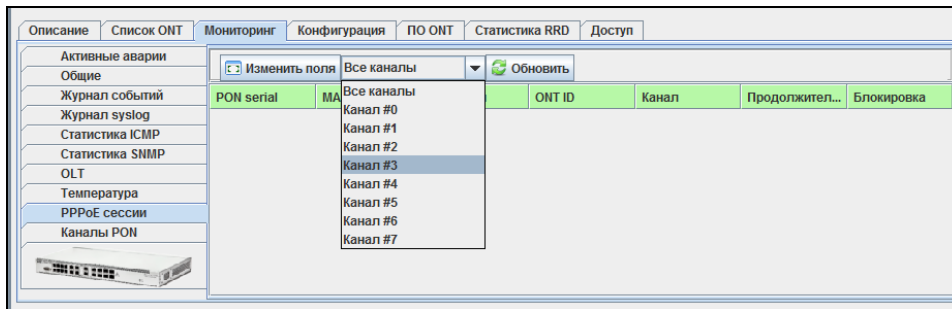 Описание Список ONT Мониторинг Конфигурация ПО ONT Статистика RRD Доступ
Активные аварии
Общие
Журнал событий
Журнал syslog
Статистика ICMP
Статистика SNMP
OLT
Температура
PPPoE сессии
Каналы PON
Изменить поля Все каналы Обновить
PON serial MA ONT ID Канал Продолжител... Блокировка
Все каналы
Канал #0
Канал #1
Канал #2
Канал #3
Канал #4
Канал #5
Канал #6
Канал #7